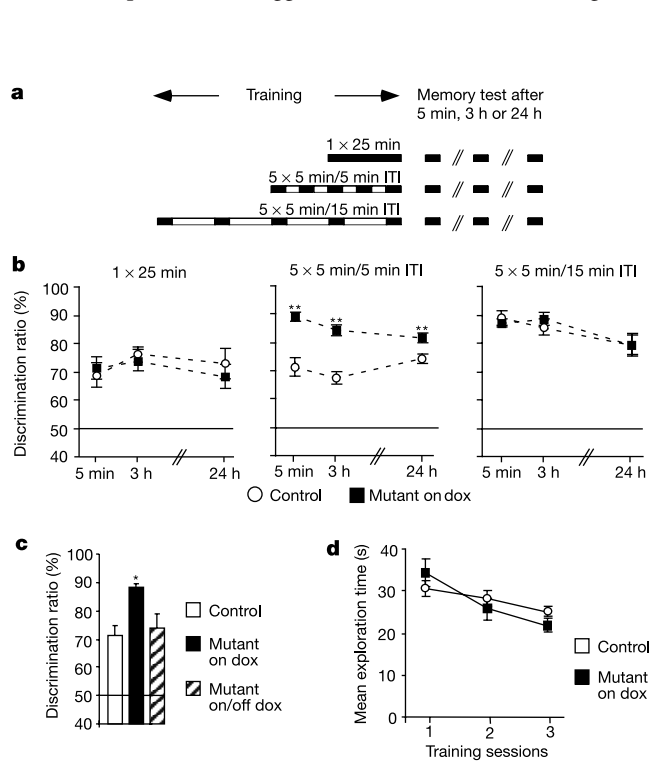 a
Training
Memory test after
5 min, 3 h or 24 h
1 × 25 min
5 × 5 min/5 min ITI
5 × 5 min/15 min ITI
b
1 × 25 min
5 × 5 min/5 min ITI
5 × 5 min/15 min ITI
Discrimination ratio (%)
100
90
80
70
60
50
40
** ** **
5 min 3 h 24 h
5 min 3 h 24 h
5 min 3 h 24 h
Control Mutant on dox
c
Discrimination ratio (%)
100
90
80
70
60
50
40
*
Control
Mutant
on dox
Mutant
on/off dox
d
Mean exploration time (s)
40
30
20
10
0
1 2 3
Training sessions
Control
Mutant
on dox